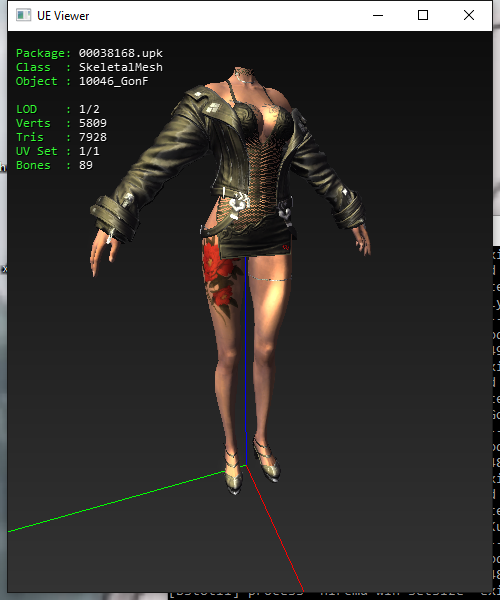 UE Viewer
Package: 00038168.upk
Class : SkeletalMesh
Object : 10046_GonF
LOD : 1/2
Verts : 5809
Tris : 7928
UV Set : 1/1
Bones : 89